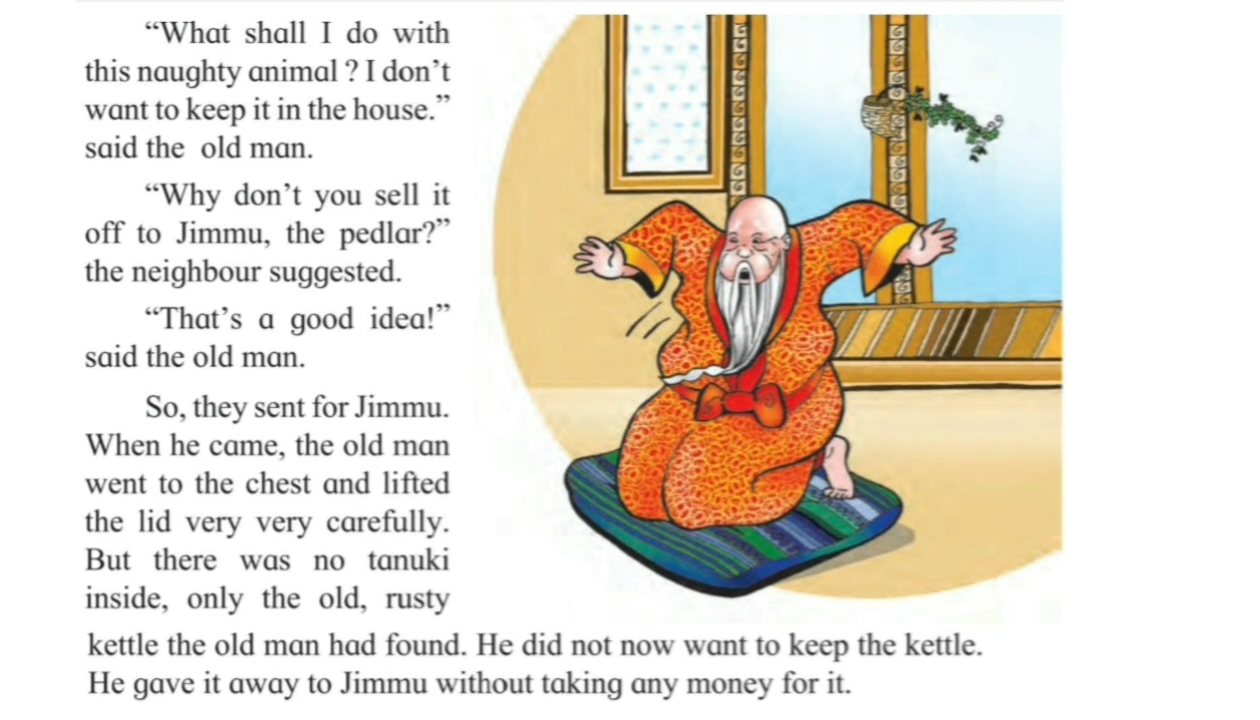 “What shall I do with
this naughty animal ? I don’t
want to keep it in the house.”
said the old man.
“Why don’t you sell it
off to Jimmu, the pedlar?”
the neighbour suggested.
“That’s a good idea!”
said the old man.
So, they sent for Jimmu.
When he came, the old man
went to the chest and lifted
the lid very very carefully.
But there was no tanuki
inside, only the old, rusty
kettle the old man had found. He did not now want to keep the kettle.
He gave it away to Jimmu without taking any money for it.